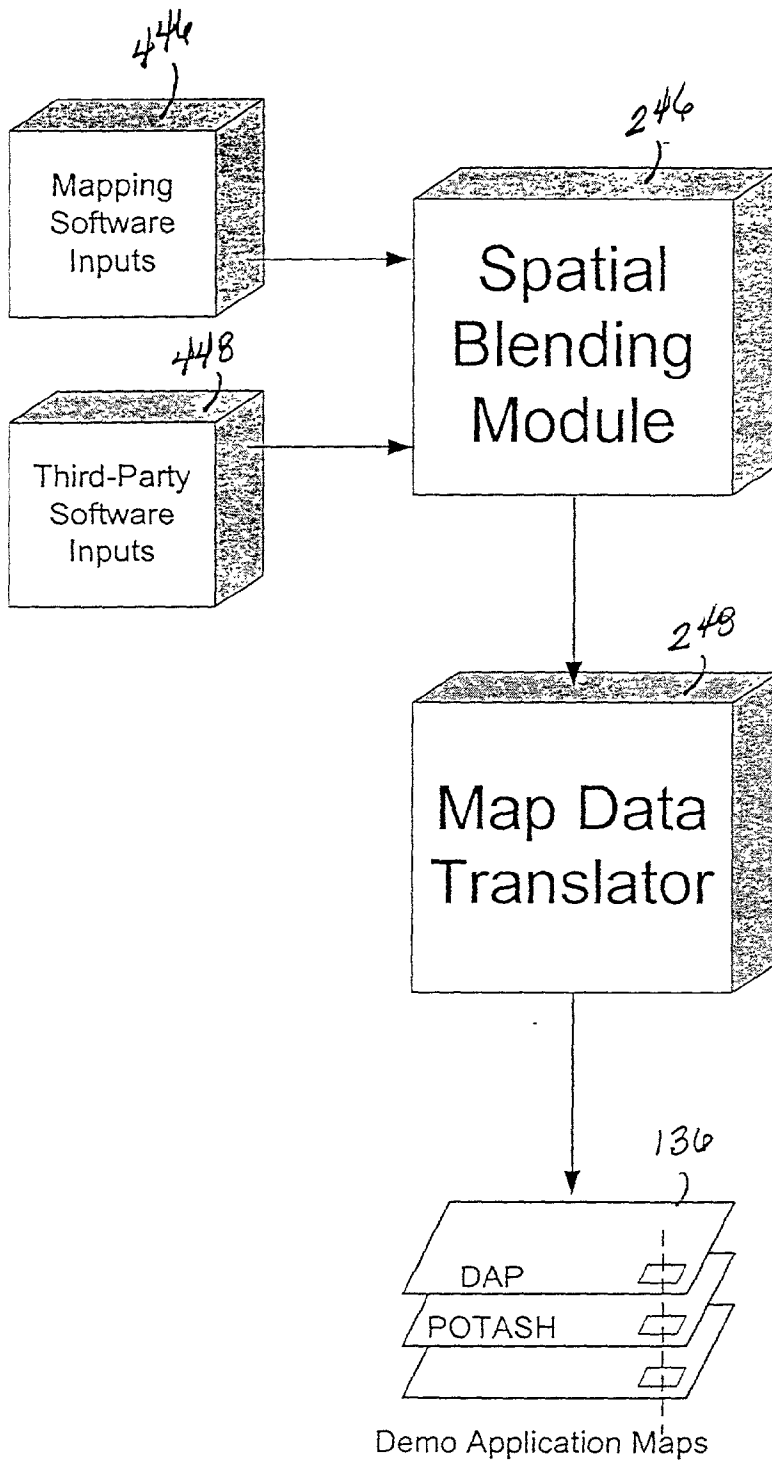 446
Mapping
Software
Inputs
246
Spatial
Blending
Module
448
Third-Party
Software
Inputs
248
Map Data
Translator
136
DAP
POTASH
Demo Application Maps